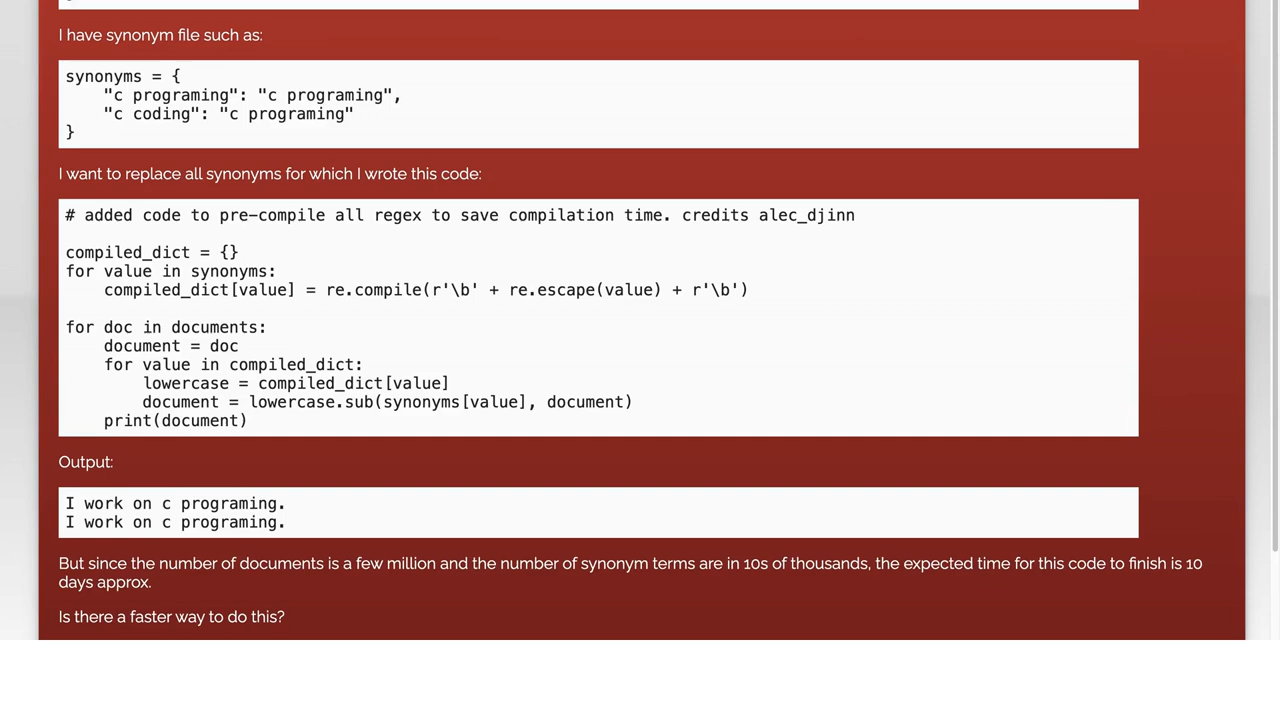 I have synonym file such as:
synonyms = {
    "c programing": "c programing",
    "c coding": "c programing"
}
I want to replace all synonyms for which I wrote this code:
# added code to pre-compile all regex to save compilation time. credits alec_djinn
compiled_dict = {}
for value in synonyms:
    compiled_dict[value] = re.compile(r'\b' + re.escape(value) + r'\b')
for doc in documents:
    document = doc
    for value in compiled_dict:
        lowercase = compiled_dict[value]
        document = lowercase.sub(synonyms[value], document)
    print(document)
Output:
I work on c programing.
I work on c programing.
But since the number of documents is a few million and the number of synonym terms are in 10s of thousands, the expected time for this code to finish is 10
days approx.
Is there a faster way to do this?